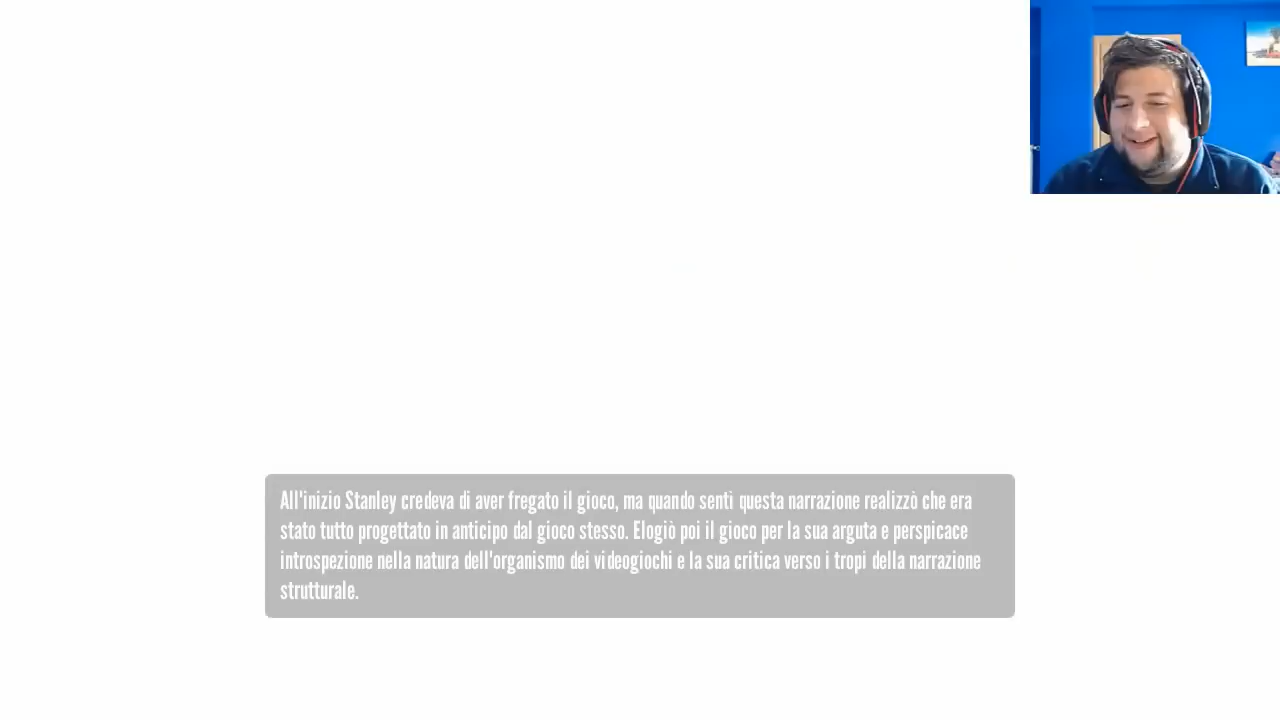 All'inizio Stanley credeva di aver fregato il gioco, ma quando sentì questa narrazione realizzò che era
stato tutto progettato in anticipo dal gioco stesso. Elogiò poi il gioco per la sua arguta e perspicace
introspezione nella natura dell'organismo dei videogiochi e la sua critica verso i tropi della narrazione
strutturale.